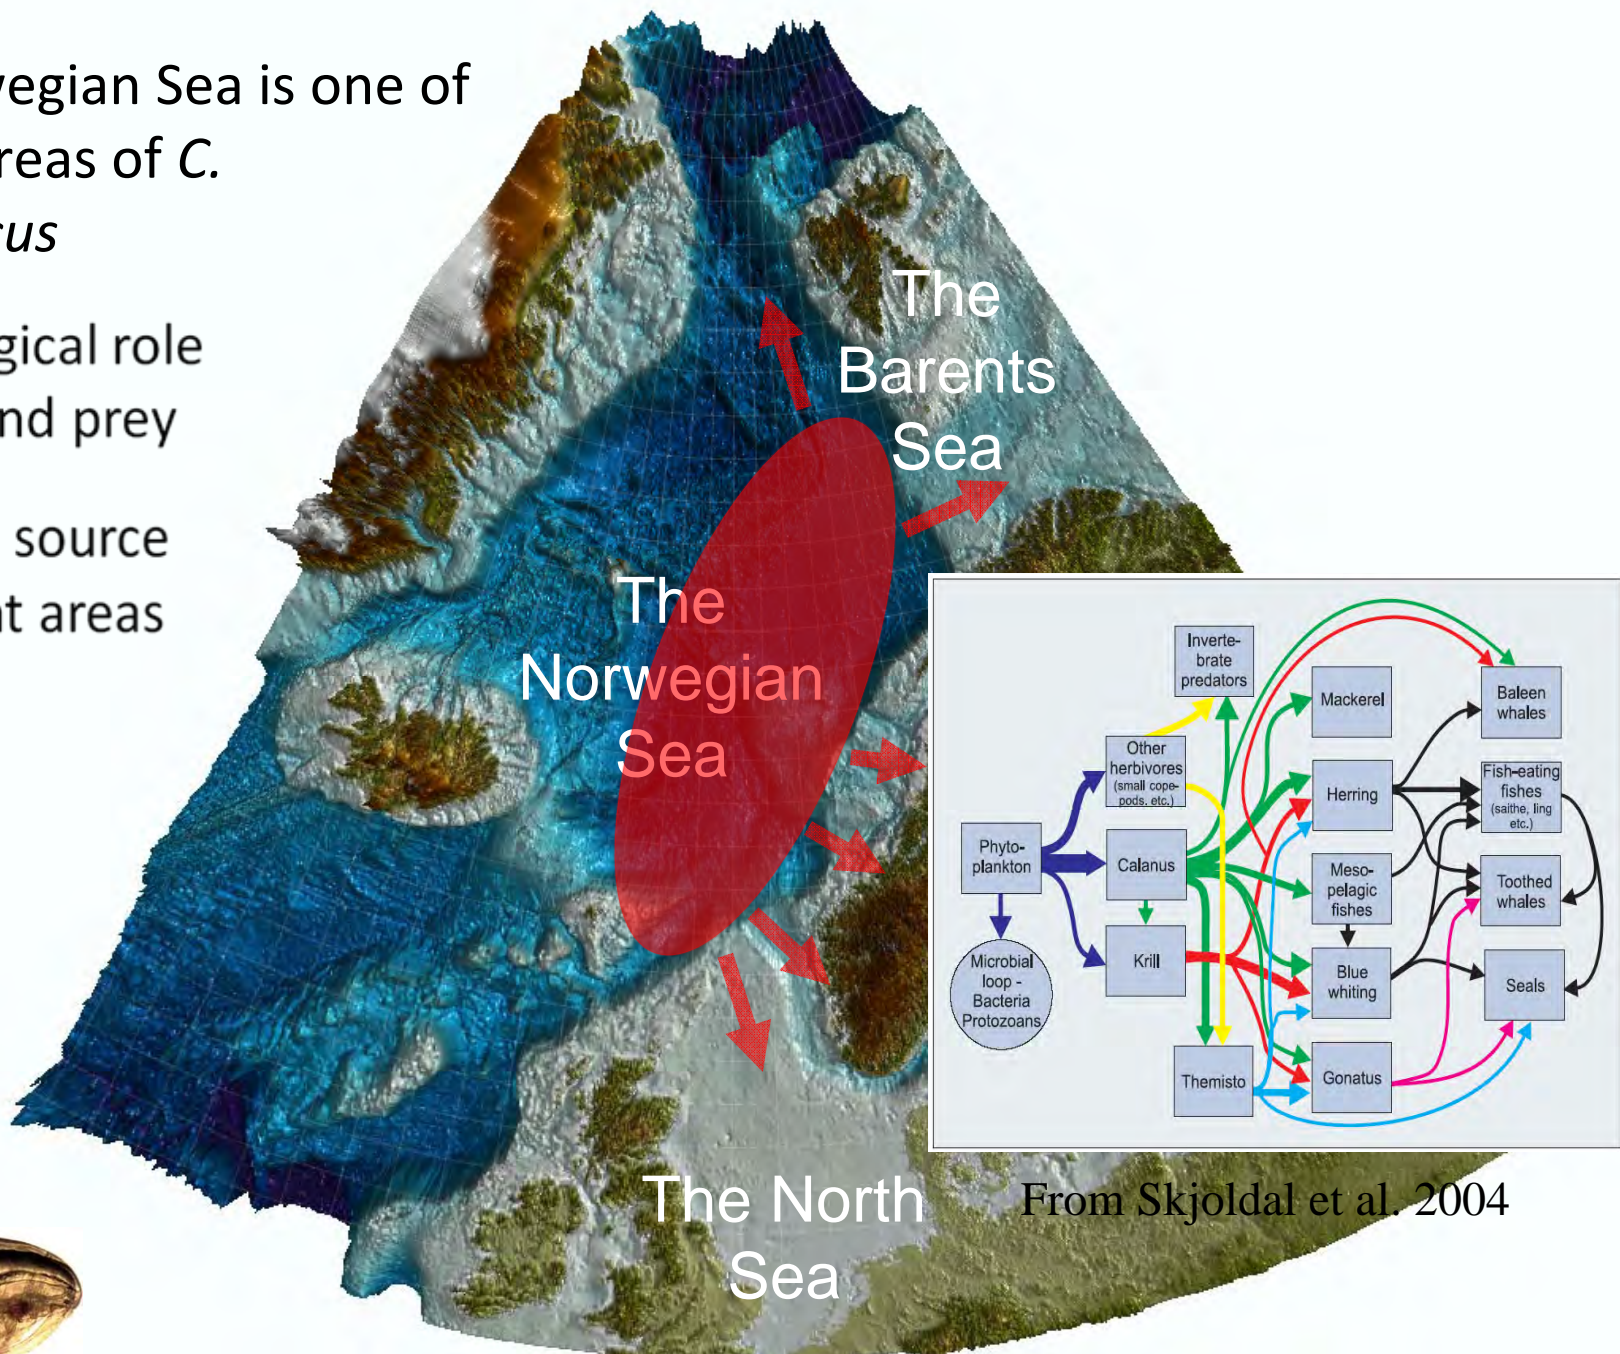 wegian Sea is one of
reas of C.
cus
gical role
nd prey
source
t areas
The
Barents
Sea
The
Norwegian
Sea
The North
Sea
Inverte-
brate
predators
Mackerel
Baleen
whales
Other
herbivores
(small cope-
pods. etc.)
Herring
Fish-eating
fishes
(saithe, ling
etc.)
Phyto-
plankton
Calanus
Meso-
pelagic
fishes
Toothed
whales
Krill
Microbial
loop -
Bacteria
Protozoans
Blue
whiting
Seals
Themisto
Gonatus
From Skjoldal et al. 2004